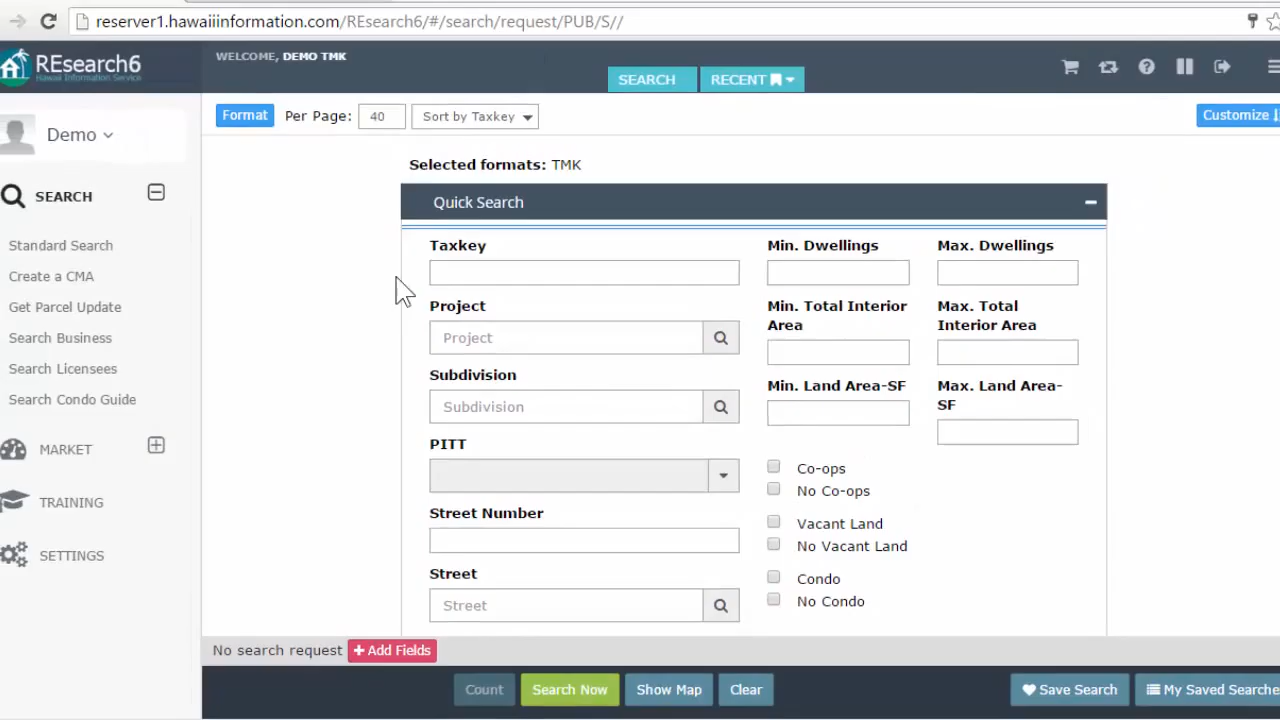 reserver1.hawaiiinformation.com/REsearch6/#/search/request/PUB/S//
REsearch6
Hawaii Information Service
WELCOME, DEMO TMK
SEARCH
RECENT
Demo
Format
Per Page:
40
Sort by Taxkey
Customize
SEARCH
Standard Search
Create a CMA
Get Parcel Update
Search Business
Search Licensees
Search Condo Guide
MARKET
TRAINING
SETTINGS
Selected formats: TMK
Quick Search
Taxkey
Project
Project
Subdivision
Subdivision
PITT
Street Number
Street
Street
Min. Dwellings
Max. Dwellings
Min. Total Interior
Area
Max. Total
Interior Area
Min. Land Area-SF
Max. Land Area-
SF
Co-ops
No Co-ops
Vacant Land
No Vacant Land
Condo
No Condo
No search request
+ Add Fields
Count
Search Now
Show Map
Clear
Save Search
My Saved Searche